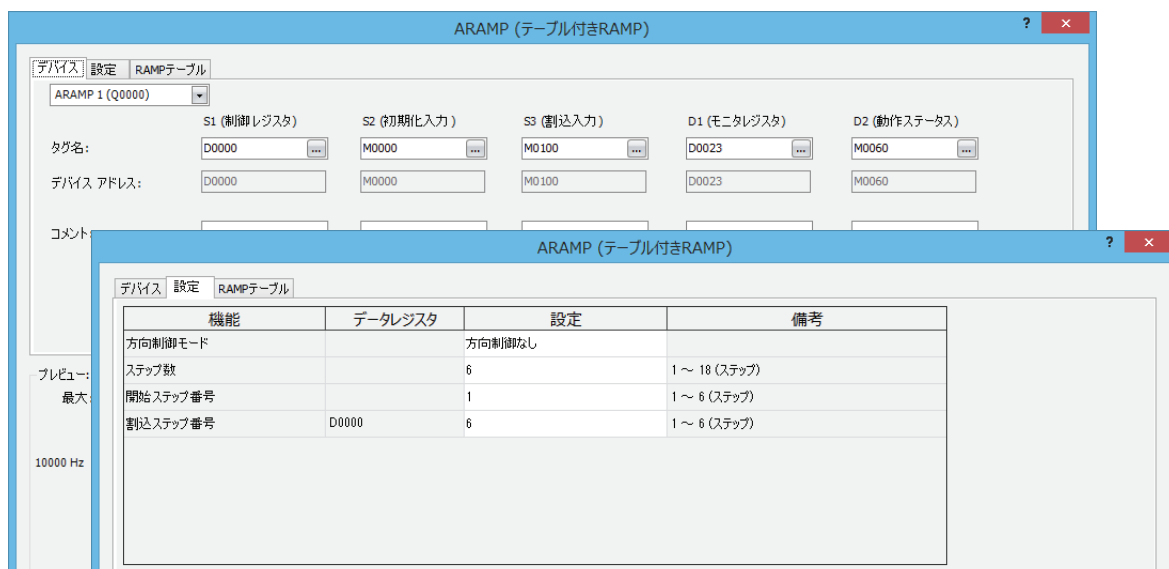 ARAMP (テーブル付きRAMP) ? ×
デバイス 設定 RAMPテーブル
ARAMP 1 (Q0000)
S1 (制御レジスタ) S2 (初期化入力) S3 (割込入力) D1 (モニタレジスタ) D2 (動作ステータス)
タグ名: D0000 ... M0000 ... M0100 ... D0023 ... M0060 ...
デバイス アドレス: D0000 M0000 M0100 D0023 M0060
コメント:
ARAMP (テーブル付きRAMP) ? ×
デバイス 設定 RAMPテーブル
機能 データレジスタ 設定 備考
方向制御モード 方向制御なし
ステップ数 6 1 ～ 18 (ステップ)
開始ステップ番号 1 1 ～ 6 (ステップ)
割込ステップ番号 D0000 6 1 ～ 6 (ステップ)
プレビュー:
最大:
10000 Hz